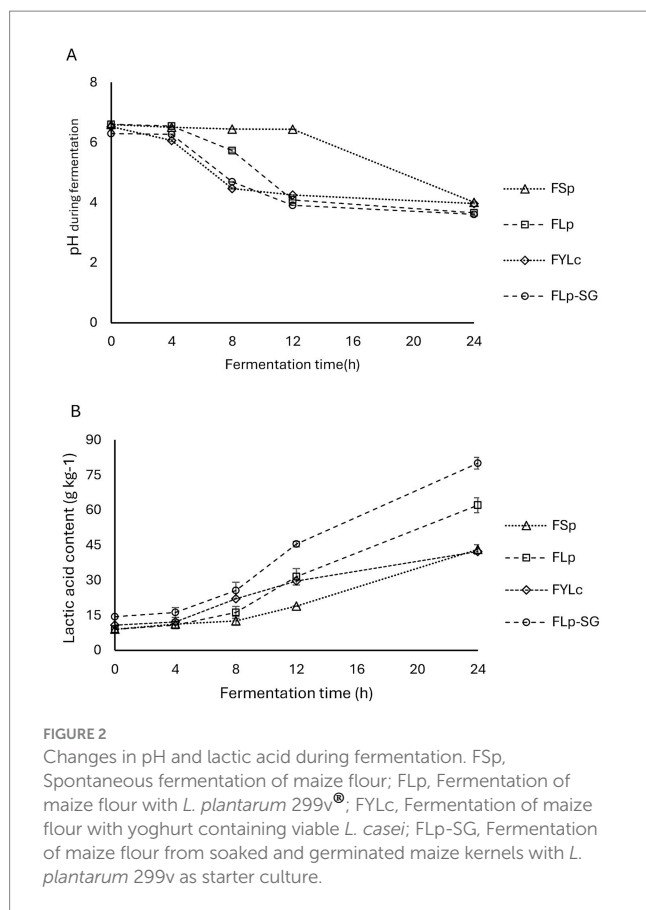 A
8
6
4
2
0
pH during fermentation
0 4 8 12 16 20 24
Fermentation time(h)
FSp
FLp
FYLc
FLp-SG
B
90
75
60
45
30
15
0
Lactic acid content (g kg-1)
0 4 8 12 16 20 24
Fermentation time (h)
FSp
FLp
FYLc
FLp-SG
FIGURE 2
Changes in pH and lactic acid during fermentation. FSp,
Spontaneous fermentation of maize flour; FLp, Fermentation of
maize flour with L. plantarum 299v®; FYLc, Fermentation of maize
flour with yoghurt containing viable L. casei; FLp-SG, Fermentation
of maize flour from soaked and germinated maize kernels with L.
plantarum 299v as starter culture.